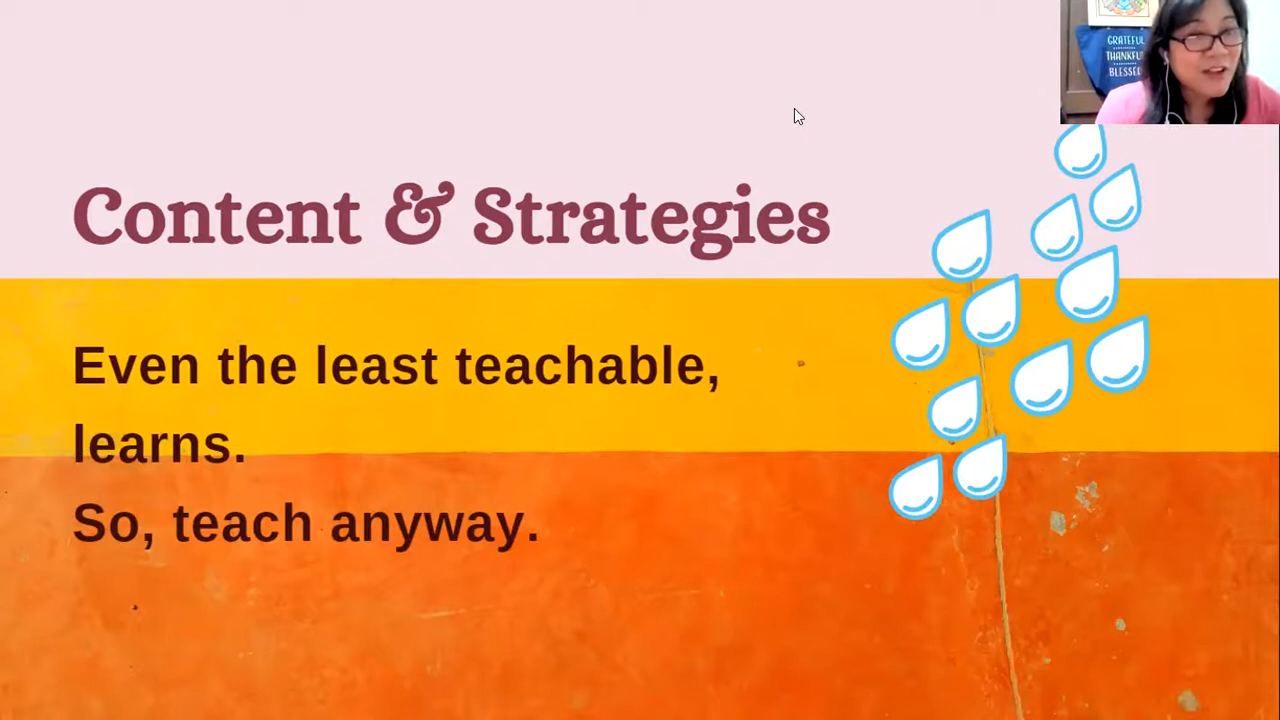 GRATEFUL
THANKFUL
BLESSED
Content & Strategies
Even the least teachable,
learns.
So, teach anyway.